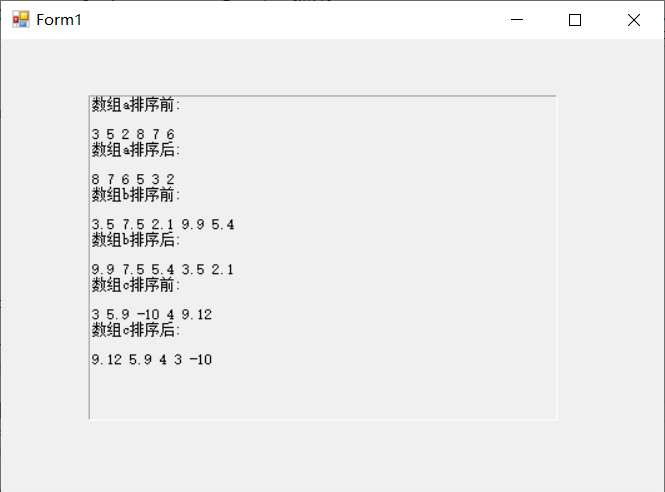 Form1
数组a排序前:
3 5 2 8 7 6
数组a排序后:
8 7 6 5 3 2
数组b排序前:
3.5 7.5 2.1 9.9 5.4
数组b排序后:
9.9 7.5 5.4 3.5 2.1
数组c排序前:
3 5.9 -10 4 9.12
数组c排序后:
9.12 5.9 4 3 -10